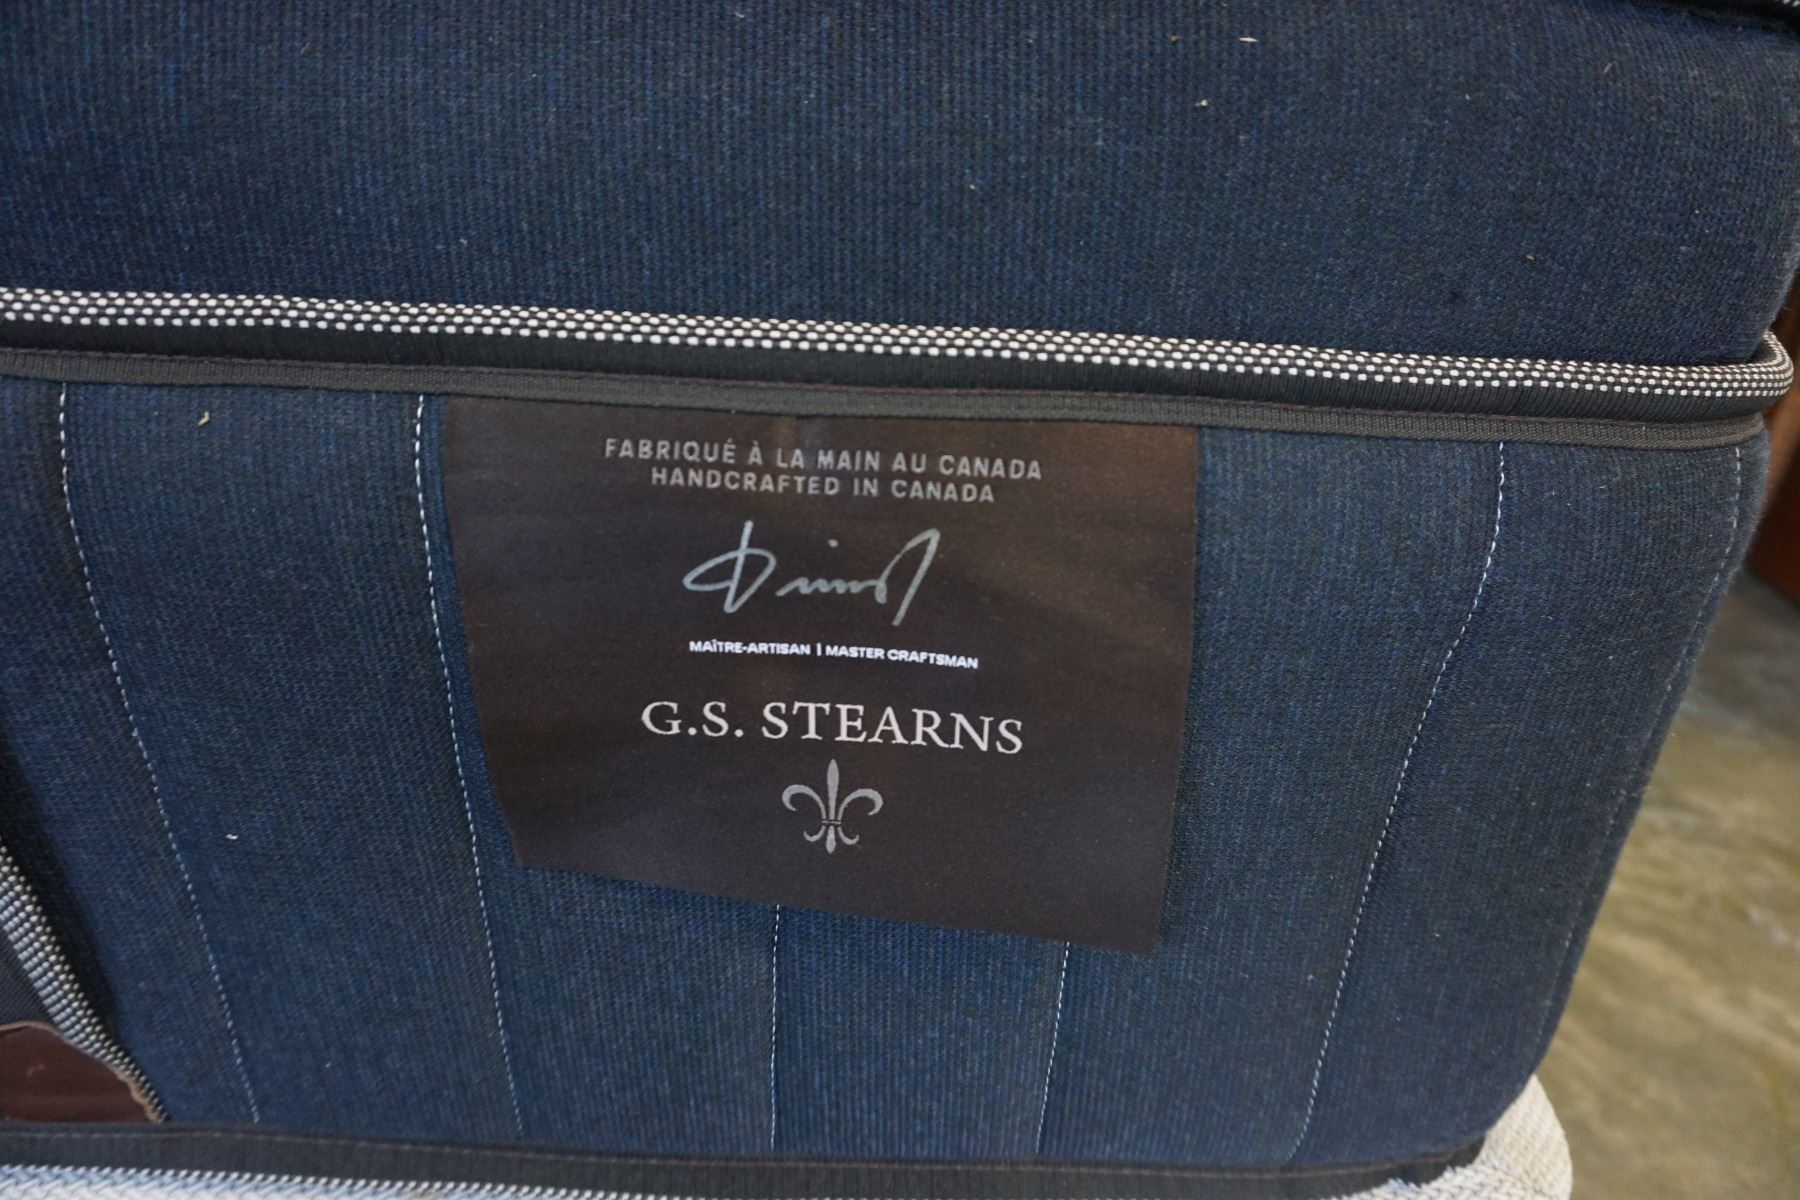 FABRIQUÉ À LA MAIN AU CANADA
HANDCRAFTED IN CANADA
MAÎTRE-ARTISAN | MASTER CRAFTSMAN
G.S. STEARNS